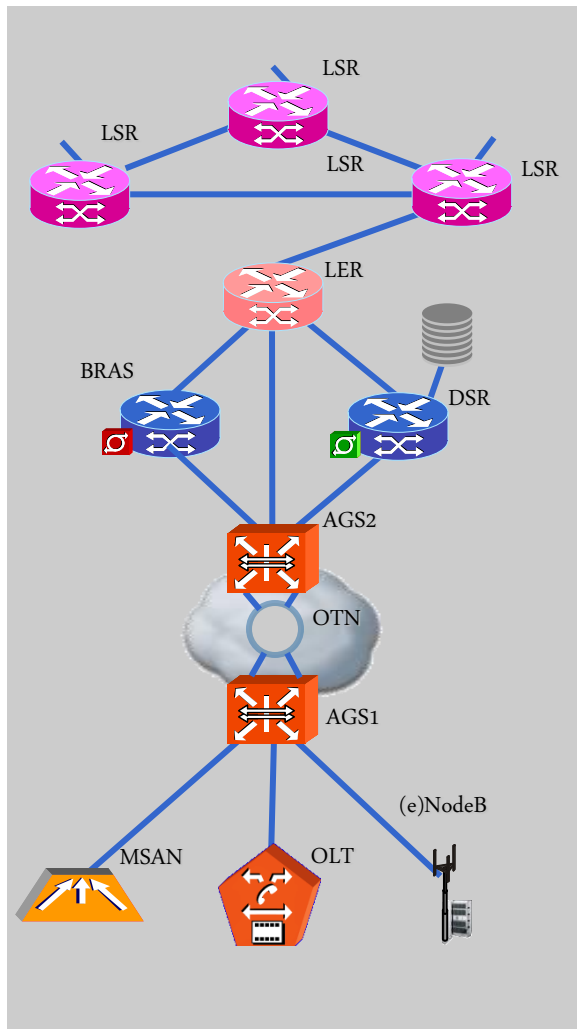 LSR
LSR
LSR
LSR
LER
BRAS
DSR
AGS2
OTN
AGS1
(e)NodeB
MSAN
OLT